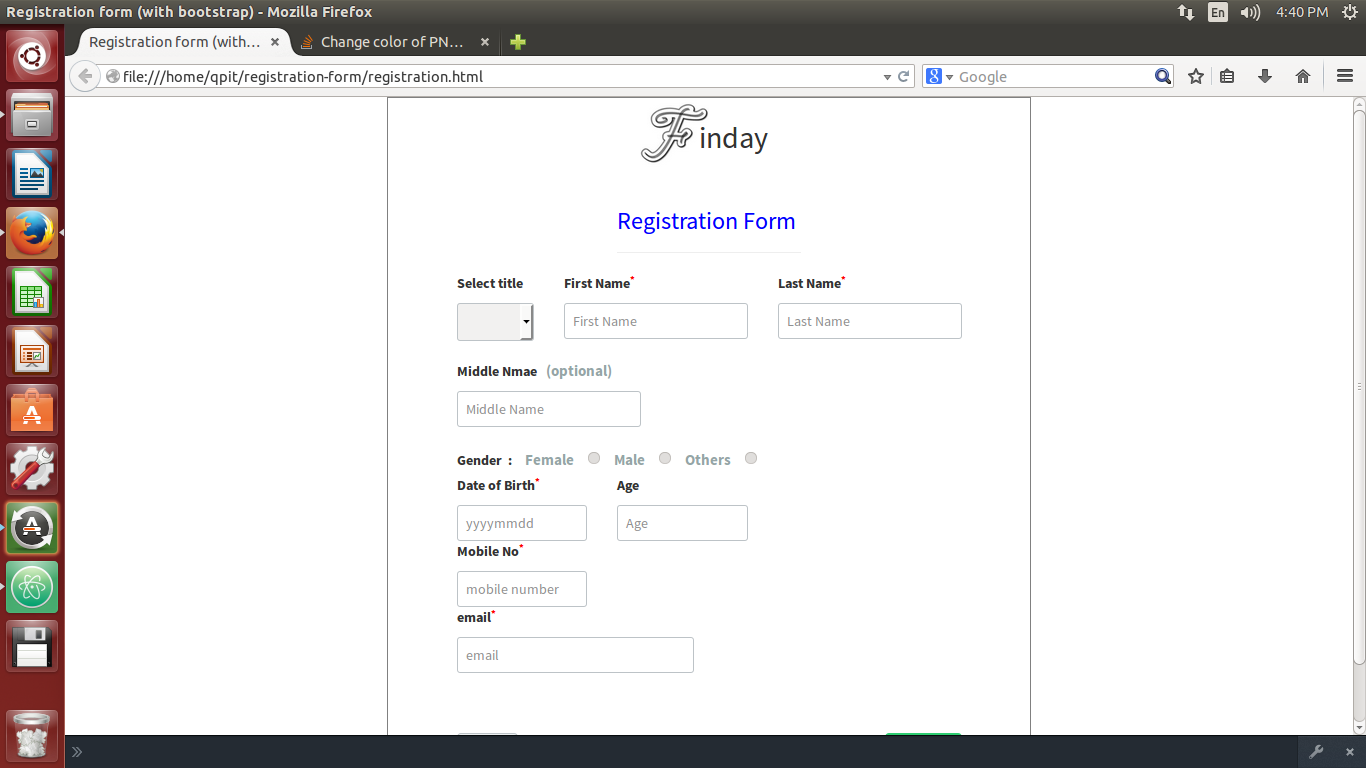 Registration form (with bootstrap) - Mozilla Firefox
En
4:40 PM
Registration form (with...
Change color of PN...
file:///home/qpit/registration-form/registration.html
Google
Finday
Registration Form
Select title First Name* Last Name*
First Name Last Name
Middle Nmae (optional)
Middle Name
Gender : Female Male Others
Date of Birth* Age
yyyymmdd Age
Mobile No*
mobile number
email*
email